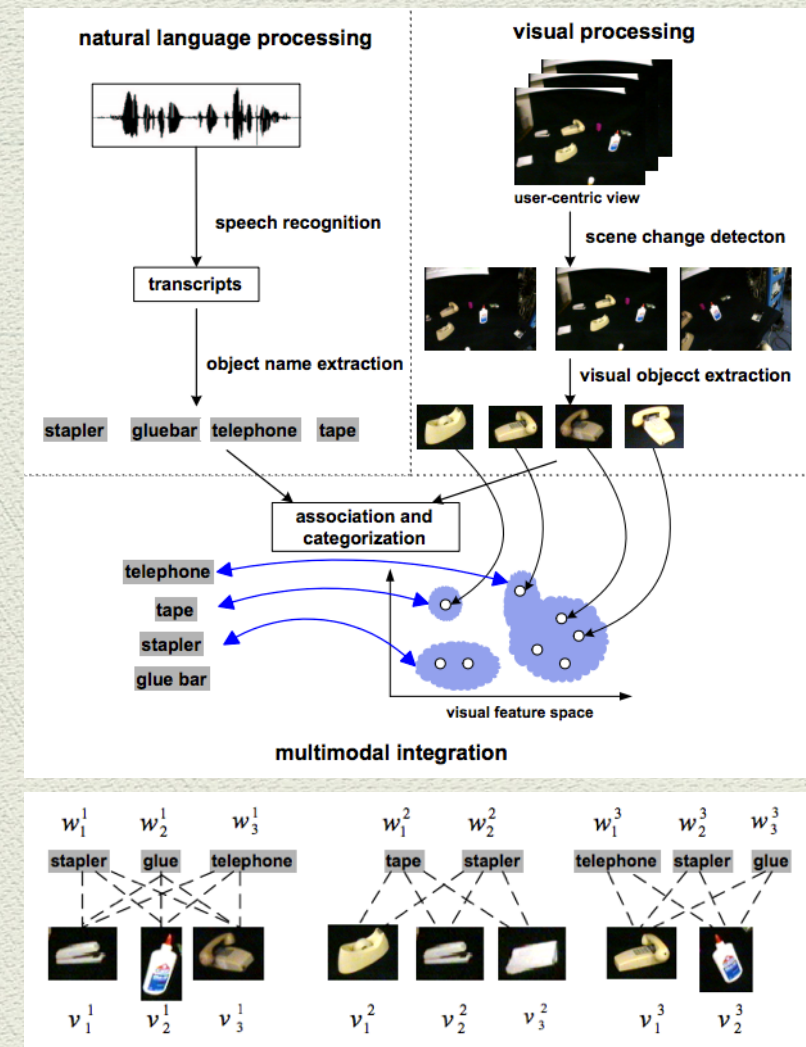 natural language processing
visual processing
user-centric view
speech recognition
scene change detecton
transcripts
object name extraction
visual objecct extraction
stapler gluebar telephone tape
association and
categorization
telephone
tape
stapler
glue bar
visual feature space
multimodal integration
w₁¹ w₂¹ w₃¹ w₁² w₂² w₁³ w₂³ w₃³
stapler glue telephone tape stapler telephone stapler glue
v₁¹ v₂¹ v₃¹ v₁² v₂² v₃² v₁³ v₂³